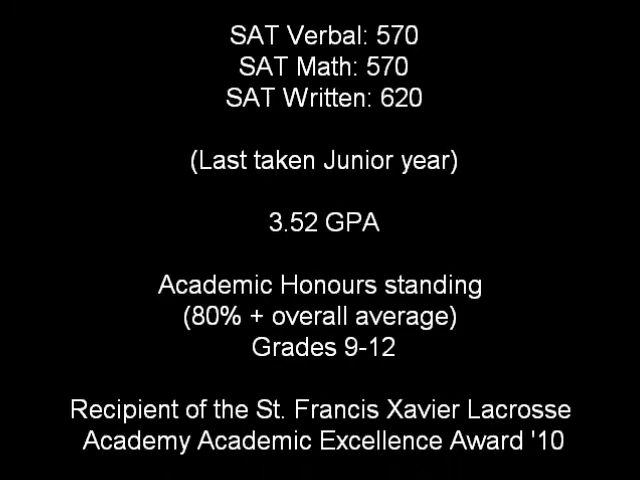 SAT Verbal: 570
SAT Math: 570
SAT Written: 620
(Last taken Junior year)
3.52 GPA
Academic Honours standing
(80% + overall average)
Grades 9-12
Recipient of the St. Francis Xavier Lacrosse
Academy Academic Excellence Award '10